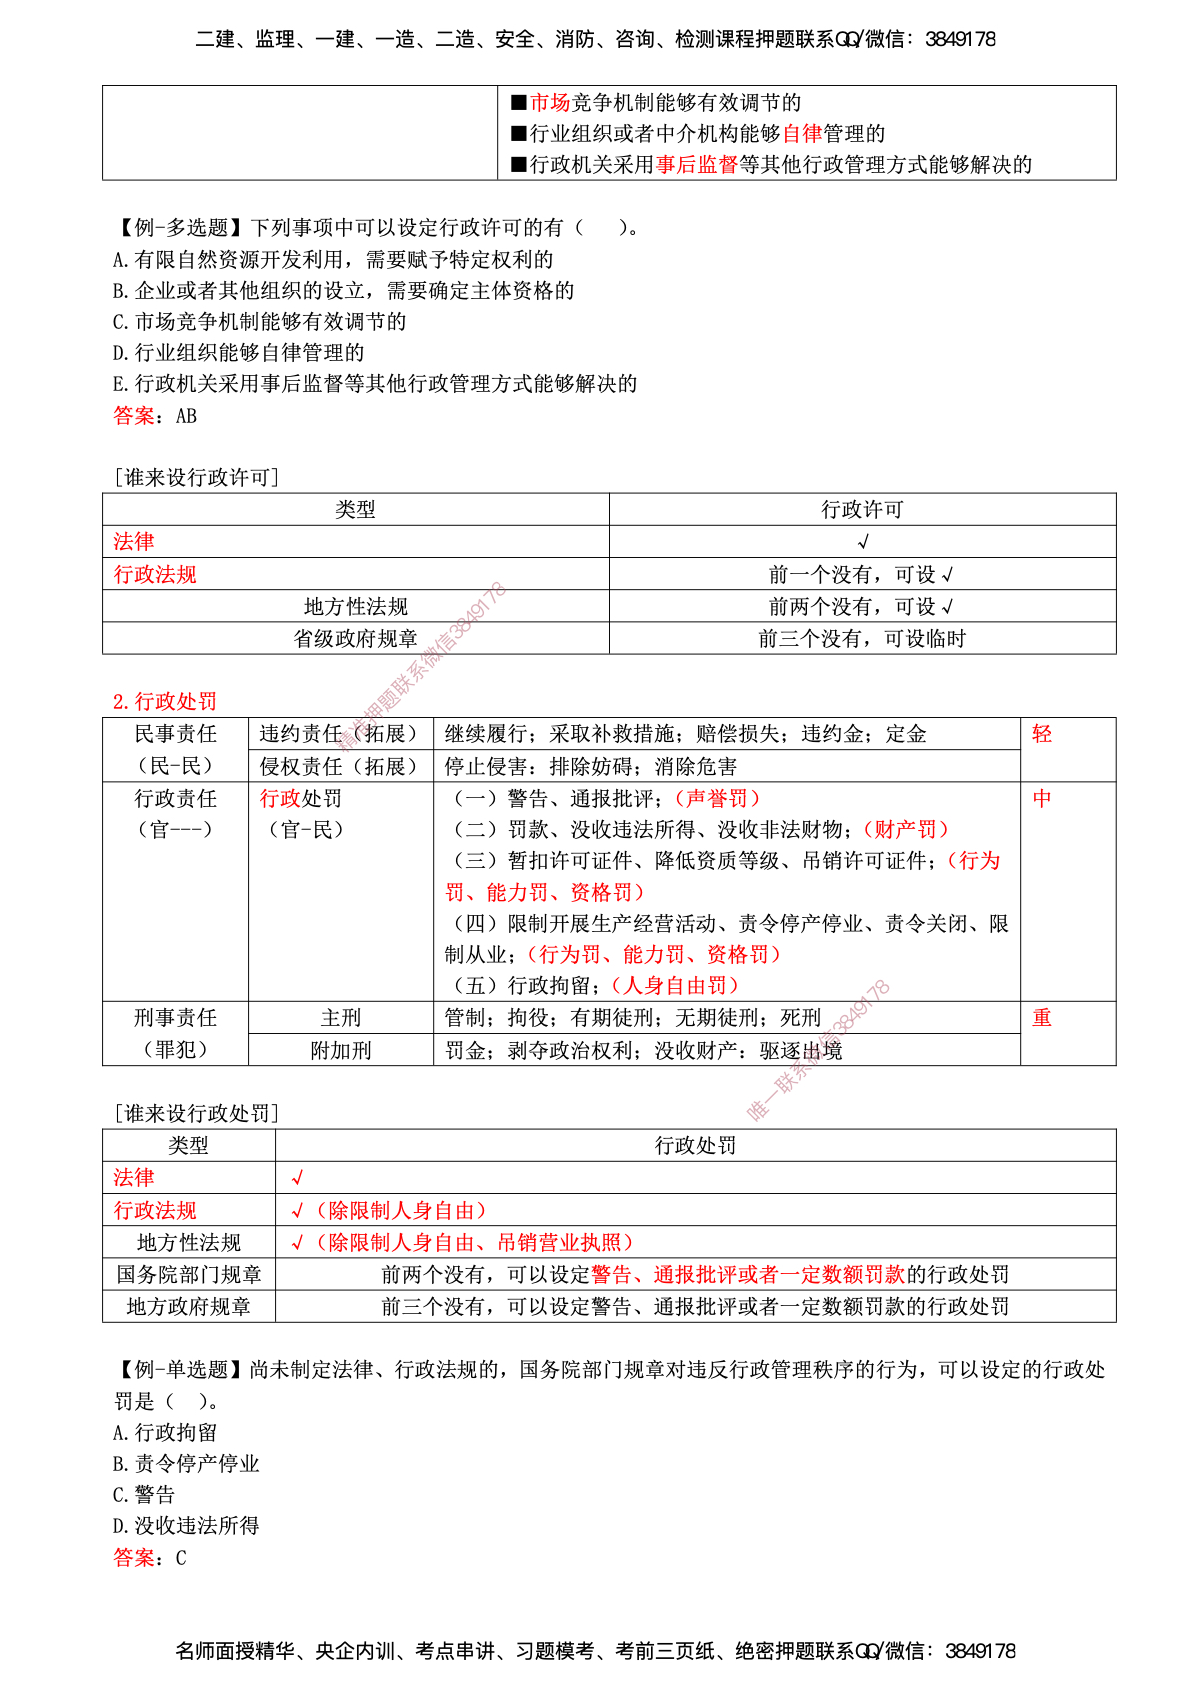 二建、监理、一建、一造、二造、安全、消防、咨询、检测课程押题联系QQ/微信：3849178
■市场竞争机制能够有效调节的
■行业组织或者中介机构能够自律管理的
■行政机关采用事后监督等其他行政管理方式能够解决的
【例-多选题】下列事项中可以设定行政许可的有（ ）。
A.有限自然资源开发利用，需要赋予特定权利的
B.企业或者其他组织的设立，需要确定主体资格的
C.市场竞争机制能够有效调节的
D.行业组织能够自律管理的
E.行政机关采用事后监督等其他行政管理方式能够解决的
答案：AB
[谁来设行政许可]
类型 行政许可
法律 √
行政法规 前一个没有，可设√
地方性法规 前两个没有，可设√
省级政府规章 前三个没有，可设临时
精准押题联系微信3849178
2.行政处罚
民事责任 违约责任（拓展） 继续履行；采取补救措施；赔偿损失；违约金；定金 轻
（民-民） 侵权责任（拓展） 停止侵害：排除妨碍；消除危害
行政责任 行政处罚 （一）警告、通报批评；（声誉罚） 中
（官---） （官-民） （二）罚款、没收违法所得、没收非法财物；（财产罚）
（三）暂扣许可证件、降低资质等级、吊销许可证件；（行为
罚、能力罚、资格罚）
（四）限制开展生产经营活动、责令停产停业、责令关闭、限
制从业；（行为罚、能力罚、资格罚）
（五）行政拘留；（人身自由罚）
刑事责任 主刑 管制；拘役；有期徒刑；无期徒刑；死刑 重
（罪犯） 附加刑 罚金；剥夺政治权利；没收财产：驱逐出境
唯一联系微信3849178
[谁来设行政处罚]
类型 行政处罚
法律 √
行政法规 √（除限制人身自由）
地方性法规 √（除限制人身自由、吊销营业执照）
国务院部门规章 前两个没有，可以设定警告、通报批评或者一定数额罚款的行政处罚
地方政府规章 前三个没有，可以设定警告、通报批评或者一定数额罚款的行政处罚
【例-单选题】尚未制定法律、行政法规的，国务院部门规章对违反行政管理秩序的行为，可以设定的行政处
罚是（ ）。
A.行政拘留
B.责令停产停业
C.警告
D.没收违法所得
答案：C
名师面授精华、央企内训、考点串讲、习题模考、考前三页纸、绝密押题联系QQ/微信：3849178